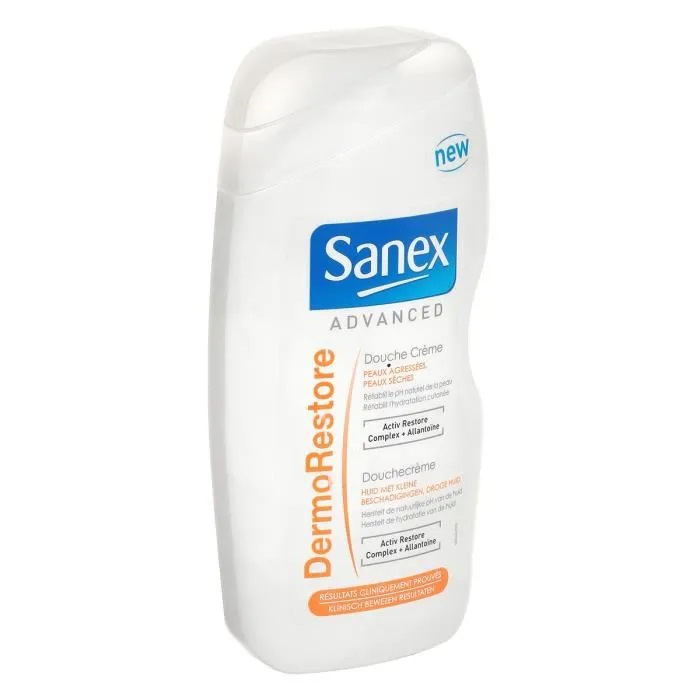 new
Sanex
ADVANCED
DermoRestore
Douche Crème
PEAUX AGRESSÉES,
PEAUX SÈCHES
Rétablit le pH naturel de la peau
Rétablit l'hydratation cutanée
Activ Restore
Complex + Allantoine
Douchecrème
HUID MET KLEINE
BESCHADIGINGEN, DROGE HUID
Herstelt de natuurlijke pH van de huid
Herstelt de hydratatie van de huid
Activ Restore
Complex + Allantoine
RÉSULTATS CLINIQUEMENT PROUVÉS
KLINISCH BEWEZEN RESULTATEN